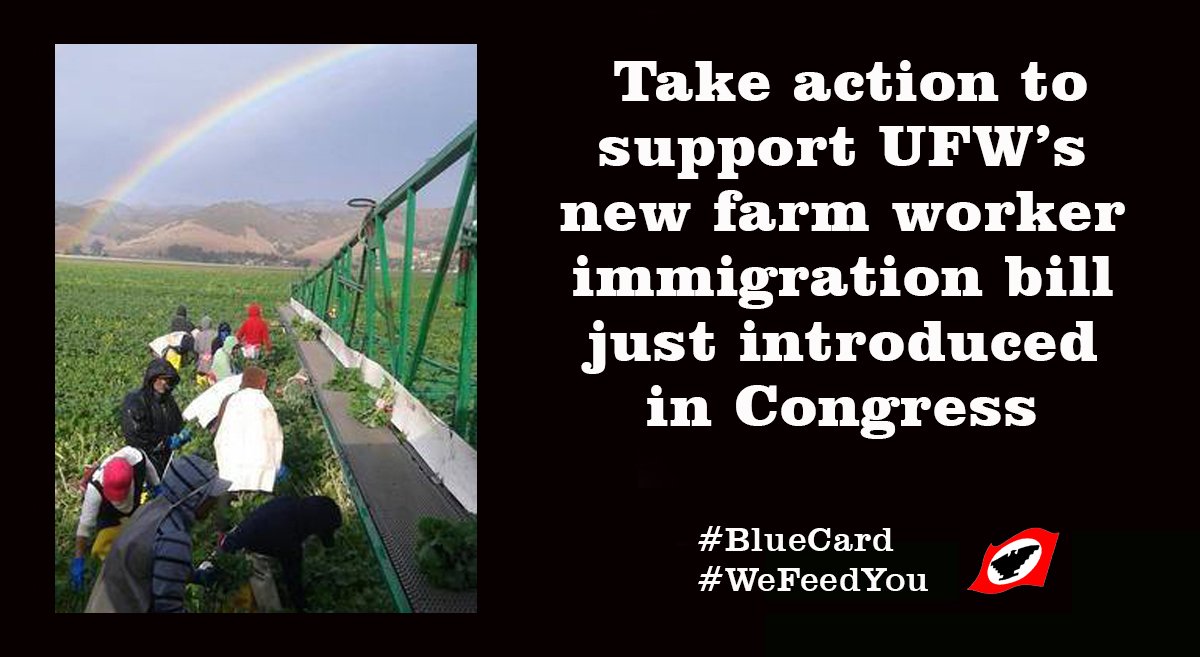 Take action to
support UFW’s
new farm worker
immigration bill
just introduced
in Congress
#BlueCard
#WeFeedYou